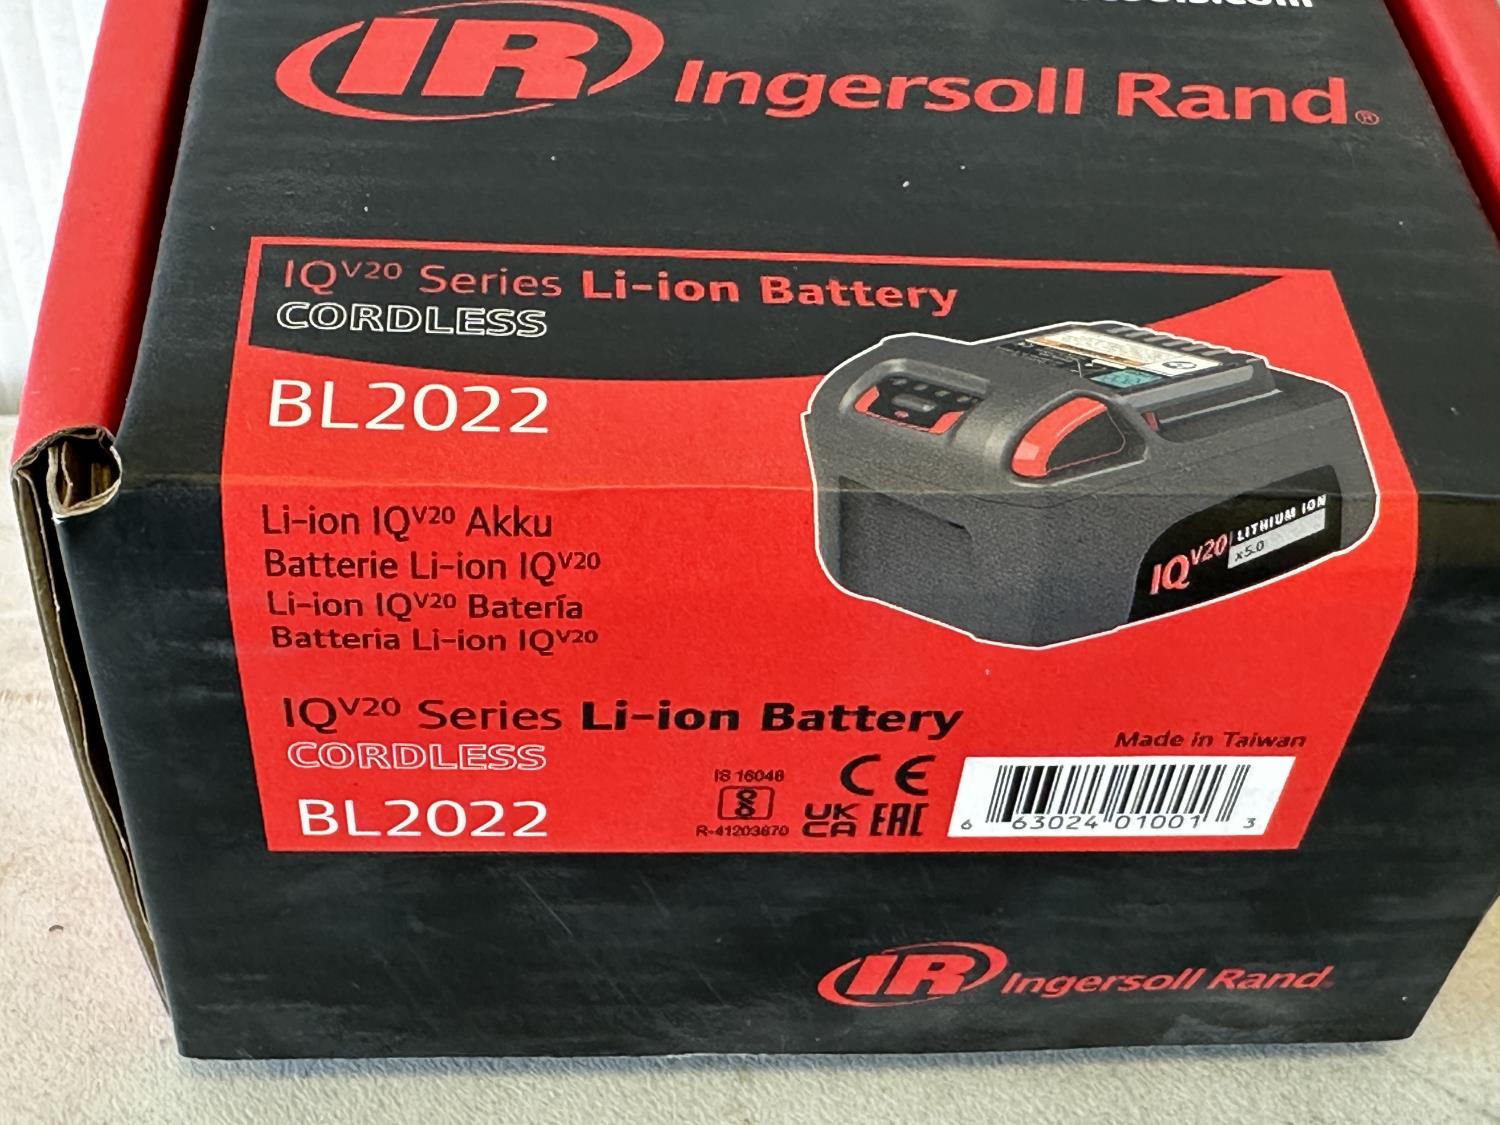 IR Ingersoll Rand®
IQV20 Series Li-ion Battery
CORDLESS
BL2022
IQV20 LITHIUM ION
x5.0
Li-ion IQV20 Akku
Batterie Li-ion IQV20
Li-ion IQV20 Batería
Batteria Li-ion IQV20
IQV20 Series Li-ion Battery
CORDLESS
BL2022
Made in Taiwan
IS 16046
R-41203870
CE
UK
CA
EAC
6 63024 01001 3
IR Ingersoll Rand